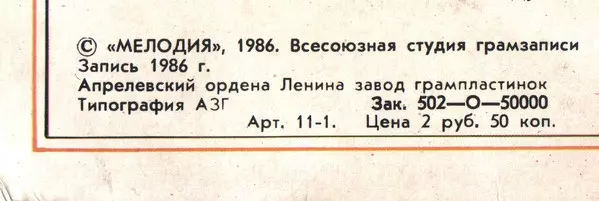 © «МЕЛОДИЯ», 1986. Всесоюзная студия грамзаписи
Запись 1986 г.
Апрелевский ордена Ленина завод грампластинок
Типография АЗГ Зак. 502—О—50000
Арт. 11-1. Цена 2 руб. 50 коп.